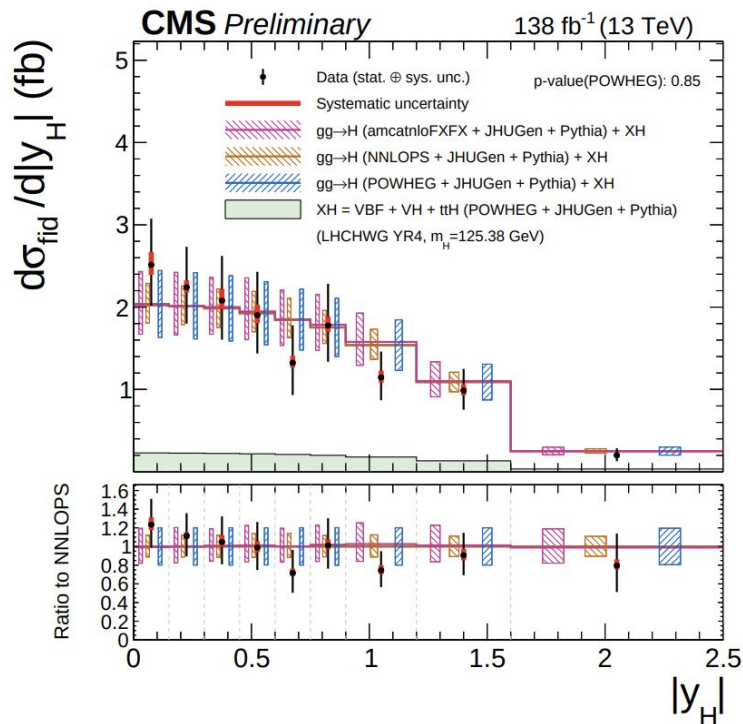 CMS Preliminary 138 fb⁻¹ (13 TeV)
dσ_fid /d|y_H| (fb)
5
4
3
2
1
Data (stat. ⊕ sys. unc.)
p-value(POWHEG): 0.85
Systematic uncertainty
gg→H (amcatnloFXFX + JHUGen + Pythia) + XH
gg→H (NNLOPS + JHUGen + Pythia) + XH
gg→H (POWHEG + JHUGen + Pythia) + XH
XH = VBF + VH + ttH (POWHEG + JHUGen + Pythia)
(LHCHWG YR4, m_H=125.38 GeV)
Ratio to NNLOPS
1.6
1.4
1.2
1
0.8
0.6
0.4
0.2
0
0 0.5 1 1.5 2 2.5
|y_H|